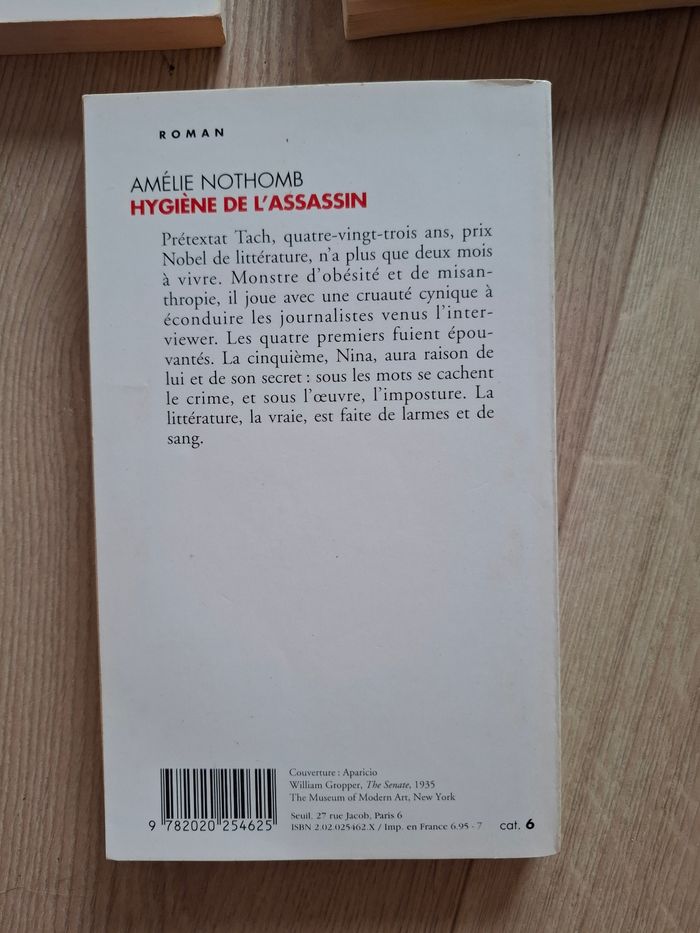 ROMAN
AMÉLIE NOTHOMB
HYGIÈNE DE L'ASSASSIN
Prétextat Tach, quatre-vingt-trois ans, prix
Nobel de littérature, n'a plus que deux mois
à vivre. Monstre d'obésité et de misan-
thropie, il joue avec une cruauté cynique à
éconduire les journalistes venus l'inter-
viewer. Les quatre premiers fuient épou-
vantés. La cinquième, Nina, aura raison de
lui et de son secret : sous les mots se cachent
le crime, et sous l'œuvre, l'imposture. La
littérature, la vraie, est faite de larmes et de
sang.
Couverture : Aparicio
William Gropper, The Senate, 1935
The Museum of Modern Art, New York
Seuil. 27 rue Jacob, Paris 6
ISBN 2.02.025462.X / Imp. en France 6.95 - 7
cat. 6
9 782020 254625